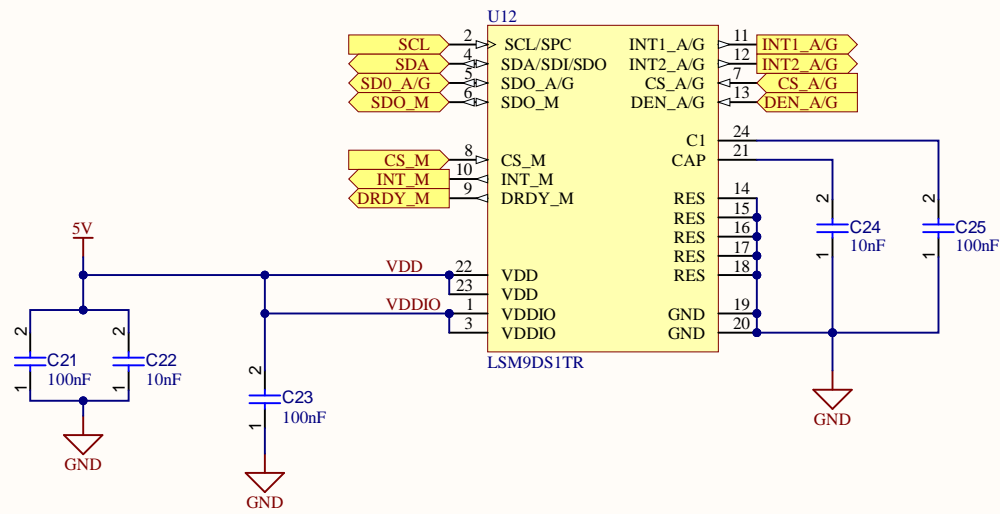 U12
SCL 2 SCL/SPC INT1_A/G 11 INT1_A/G
SDA 4 SDA/SDI/SDO INT2_A/G 12 INT2_A/G
SD0_A/G 5 SDO_A/G CS_A/G 7 CS_A/G
SDO_M 6 SDO_M DEN_A/G 13 DEN_A/G
C1 24
CS_M 8 CS_M CAP 21
INT_M 10 INT_M
DRDY_M 9 DRDY_M RES 14
RES 15
RES 16
RES 17
RES 18
2 C24 10nF 1
2 C25 100nF 1
5V
VDD 22 VDD
23 VDD
VDDIO 1 VDDIO GND 19
3 VDDIO GND 20
LSM9DS1TR
2 C21 100nF 1
2 C22 10nF 1
2 C23 100nF 1
GND
GND
GND